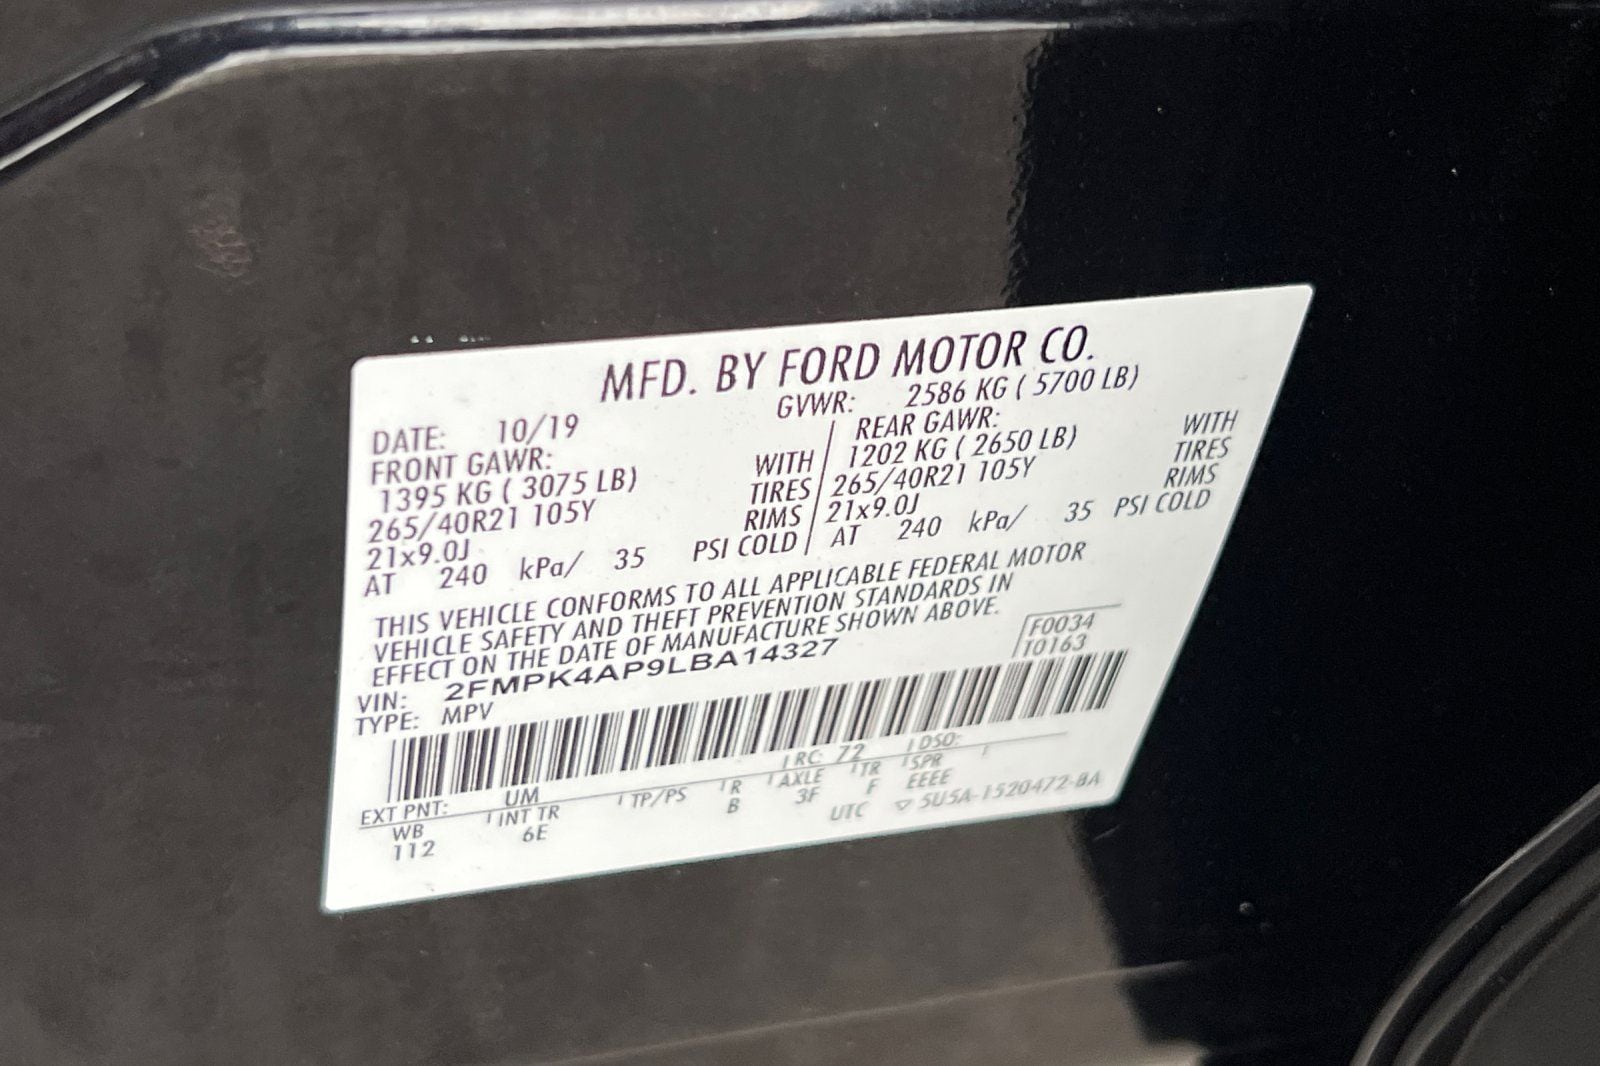 MFD. BY FORD MOTOR CO.
DATE: 10/19 GVWR: 2586 KG ( 5700 LB)
FRONT GAWR: REAR GAWR:
1395 KG ( 3075 LB) WITH 1202 KG ( 2650 LB) WITH
265/40R21 105Y TIRES 265/40R21 105Y TIRES
21x9.0J RIMS 21x9.0J RIMS
AT 240 kPa/ 35 PSI COLD AT 240 kPa/ 35 PSI COLD
THIS VEHICLE CONFORMS TO ALL APPLICABLE FEDERAL MOTOR
VEHICLE SAFETY AND THEFT PREVENTION STANDARDS IN
EFFECT ON THE DATE OF MANUFACTURE SHOWN ABOVE.
VIN: 2FMPK4AP9LBA14327 F0034
TYPE: MPV T0163
EXT PNT: UM RC: 72 DSO:
WB INT TR TP/PS R AXLE TR SPR
112 6E B 3F F EEEE
UTC ▽ 5U5A-1520472-BA